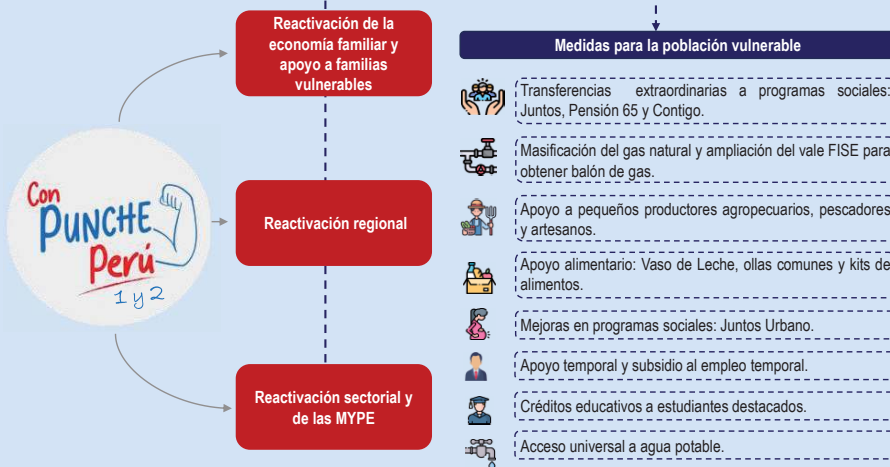 Reactivación de la
economía familiar y
apoyo a familias
vulnerables
Con
PUNCHE
Perú
1 y 2
Reactivación regional
Reactivación sectorial y
de las MYPE
Medidas para la población vulnerable
Transferencias extraordinarias a programas sociales:
Juntos, Pensión 65 y Contigo.
Masificación del gas natural y ampliación del vale FISE para
obtener balón de gas.
Apoyo a pequeños productores agropecuarios, pescadores
y artesanos.
Apoyo alimentario: Vaso de Leche, ollas comunes y kits de
alimentos.
Mejoras en programas sociales: Juntos Urbano.
Apoyo temporal y subsidio al empleo temporal.
Créditos educativos a estudiantes destacados.
Acceso universal a agua potable.